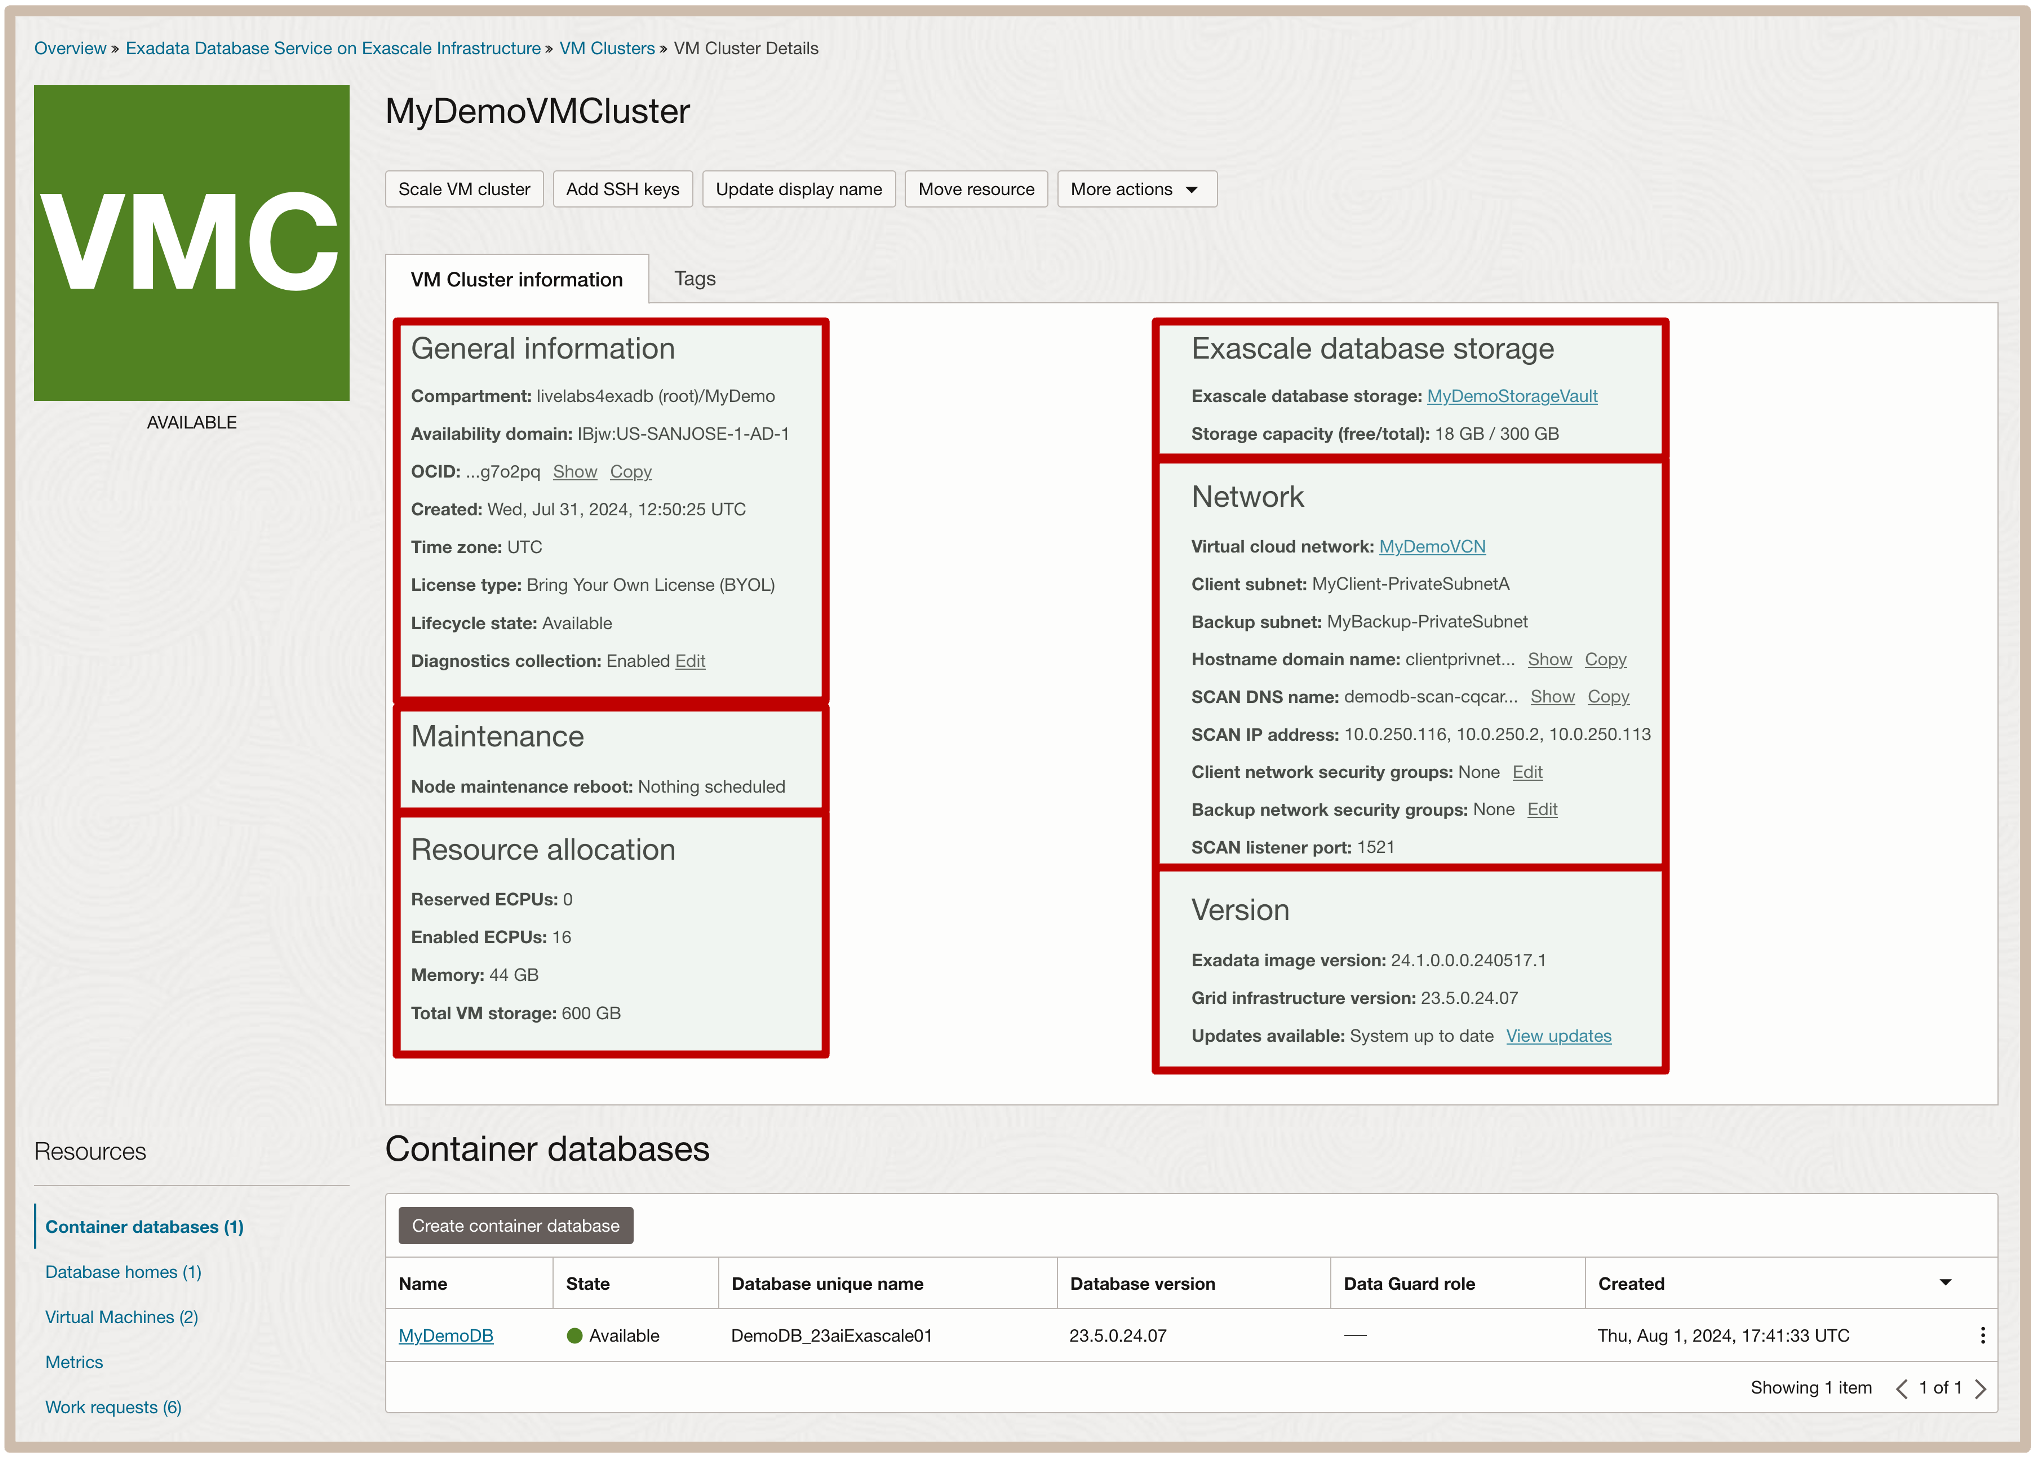 Overview » Exadata Database Service on Exascale Infrastructure » VM Clusters » VM Cluster Details
VMC
AVAILABLE
MyDemoVMCluster
Scale VM cluster Add SSH keys Update display name Move resource More actions
VM Cluster information Tags
General information
Compartment: livelabs4exadb (root)/MyDemo
Availability domain: IBjw:US-SANJOSE-1-AD-1
OCID: ...g7o2pq Show Copy
Created: Wed, Jul 31, 2024, 12:50:25 UTC
Time zone: UTC
License type: Bring Your Own License (BYOL)
Lifecycle state: Available
Diagnostics collection: Enabled Edit
Maintenance
Node maintenance reboot: Nothing scheduled
Resource allocation
Reserved ECPUs: 0
Enabled ECPUs: 16
Memory: 44 GB
Total VM storage: 600 GB
Exascale database storage
Exascale database storage: MyDemoStorageVault
Storage capacity (free/total): 18 GB / 300 GB
Network
Virtual cloud network: MyDemoVCN
Client subnet: MyClient-PrivateSubnetA
Backup subnet: MyBackup-PrivateSubnet
Hostname domain name: clientprivnet... Show Copy
SCAN DNS name: demodb-scan-cqcar... Show Copy
SCAN IP address: 10.0.250.116, 10.0.250.2, 10.0.250.113
Client network security groups: None Edit
Backup network security groups: None Edit
SCAN listener port: 1521
Version
Exadata image version: 24.1.0.0.0.240517.1
Grid infrastructure version: 23.5.0.24.07
Updates available: System up to date View updates
Resources
Container databases (1)
Database homes (1)
Virtual Machines (2)
Metrics
Work requests (6)
Container databases
Create container database
Name State Database unique name Database version Data Guard role Created
MyDemoDB Available DemoDB_23aiExascale01 23.5.0.24.07 — Thu, Aug 1, 2024, 17:41:33 UTC
Showing 1 item 1 of 1